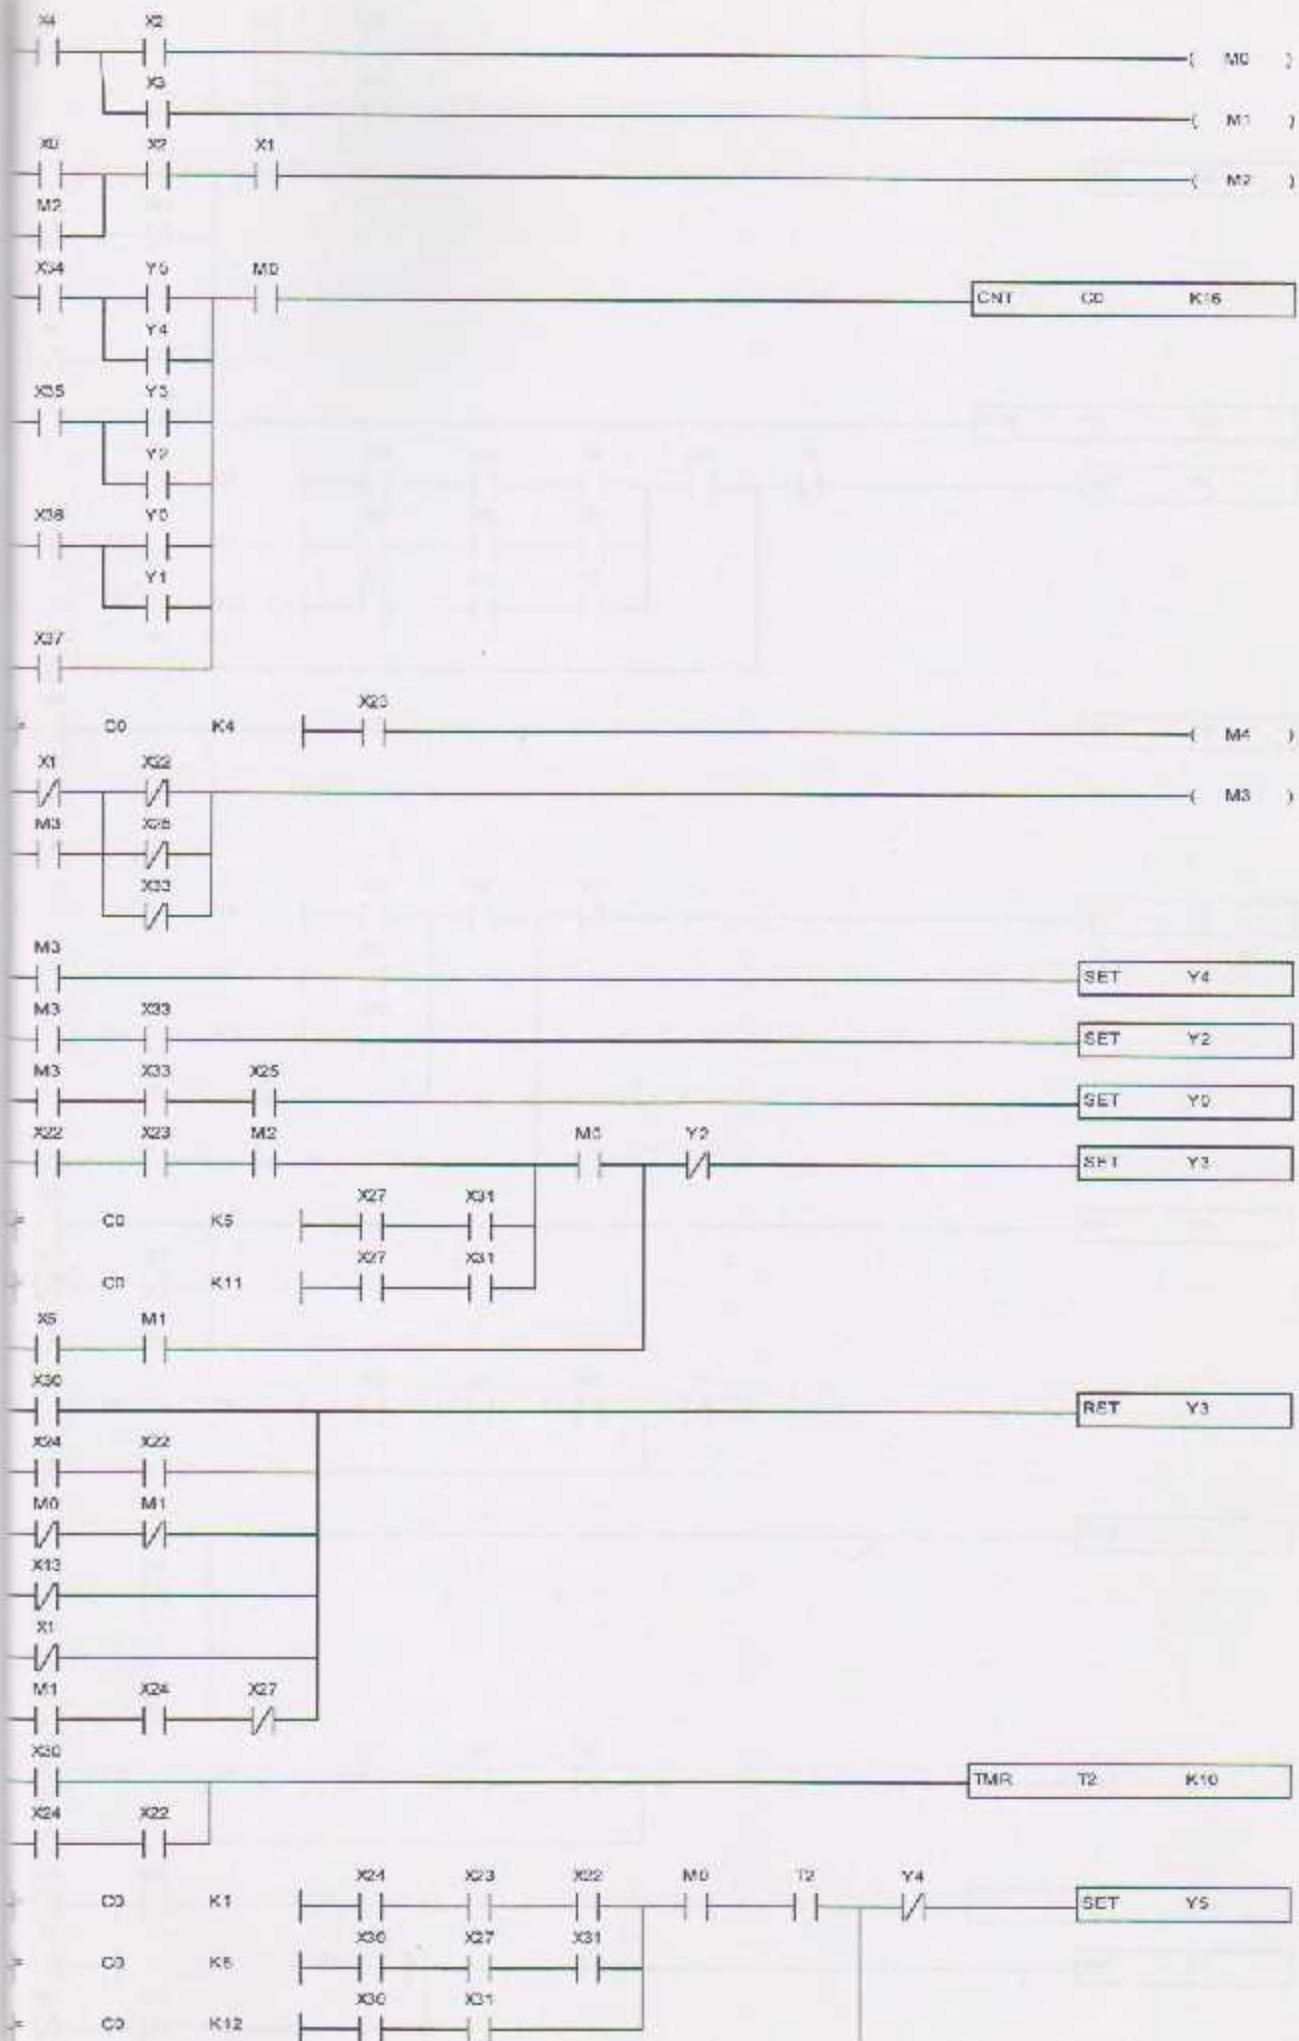 X4 X2
M0
X3
M1
X0 X2 X1
M2
M2
X34 Y5 M0
CNT C0 K16
Y4
X35 Y3
Y2
X36 Y0
Y1
X37
X23
= C0 K4
M4
X1 X22
M3
M3
X33
M3
SET Y4
M3 X33
SET Y2
M3 X33 X25
SET Y0
X22 X23 M2 M0 Y2
SET Y3
X27 X31
= C0 K5
X27 X31
= C0 K11
X5 M1
X30
RST Y3
X24 X22
M0 M1
X13
X1
M1 X24 X27
X30
TMR T2 K10
X24 X22
X24 X23 X22 M0 T2 Y4
= C0 K1
SET Y5
X30 X27 X31
= C0 K6
X30 X31
= C0 K12